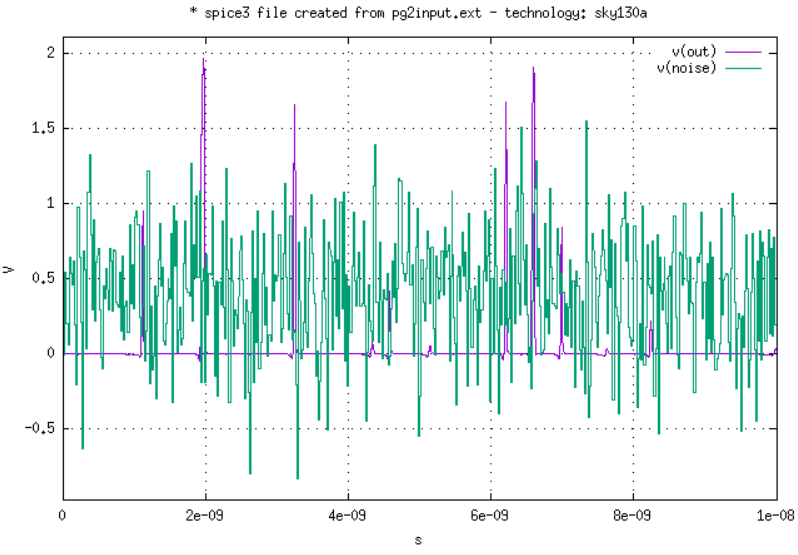 * spice3 file created from pg2input.ext - technology: sky130a
v(out)
v(noise)
2
1.5
1
0.5
0
-0.5
V
0 2e-09 4e-09 6e-09 8e-09 1e-08
s